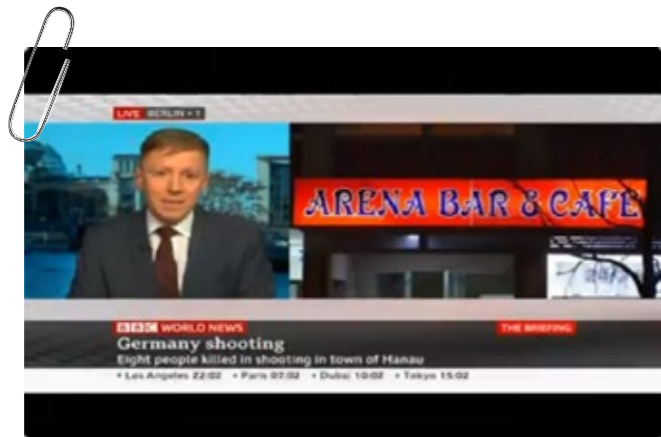 LIVE BERLIN • 1
ARENA BAR & CAFE
BBC WORLD NEWS
THE BRIEFING
Germany shooting
Eight people killed in shooting in town of Hanau
• Los Angeles 22:02 • Paris 07:02 • Dubai 10:02 • Tokyo 15:02